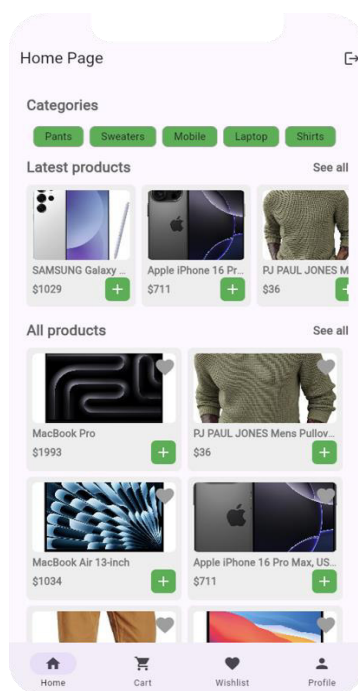 Home Page
Categories
Pants Sweaters Mobile Laptop Shirts
Latest products See all
SAMSUNG Galaxy ... Apple iPhone 16 Pr... PJ PAUL JONES M
$1029 + $711 + $36 +
All products See all
MacBook Pro PJ PAUL JONES Mens Pullov...
$1993 + $36 +
MacBook Air 13-inch Apple iPhone 16 Pro Max, US...
$1034 + $711 +
Home Cart Wishlist Profile